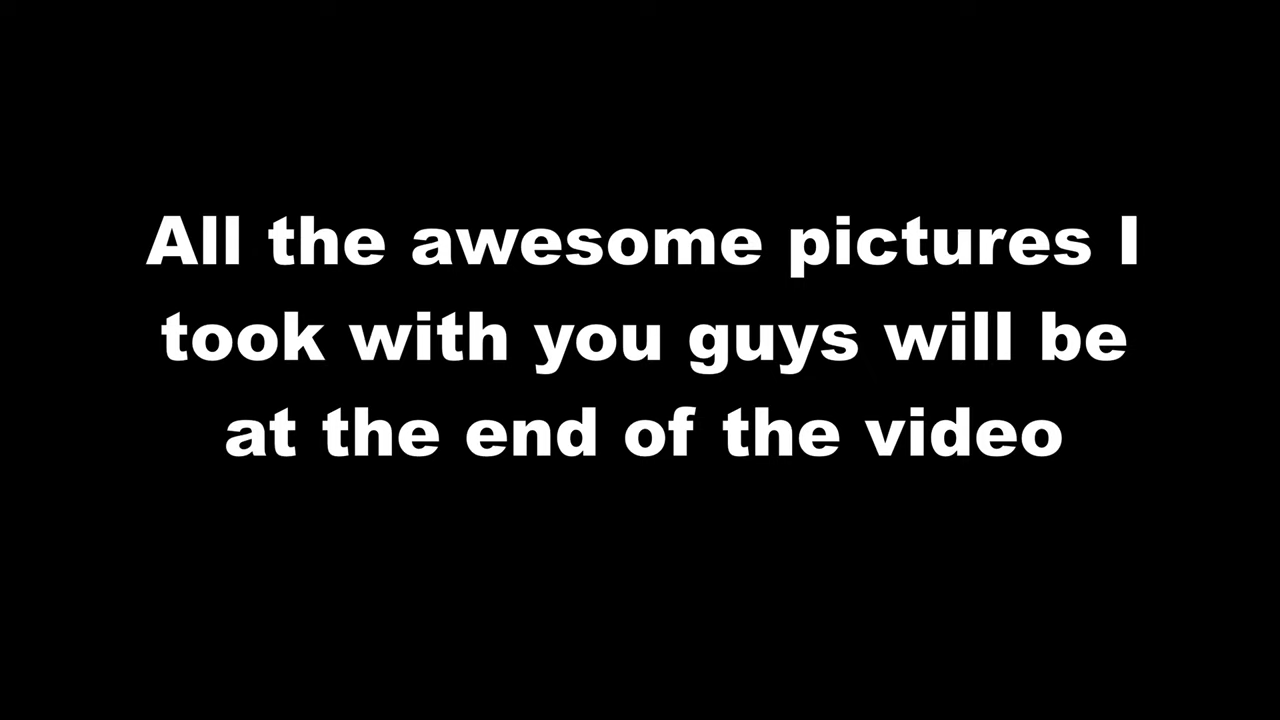 All the awesome pictures I
took with you guys will be
at the end of the video